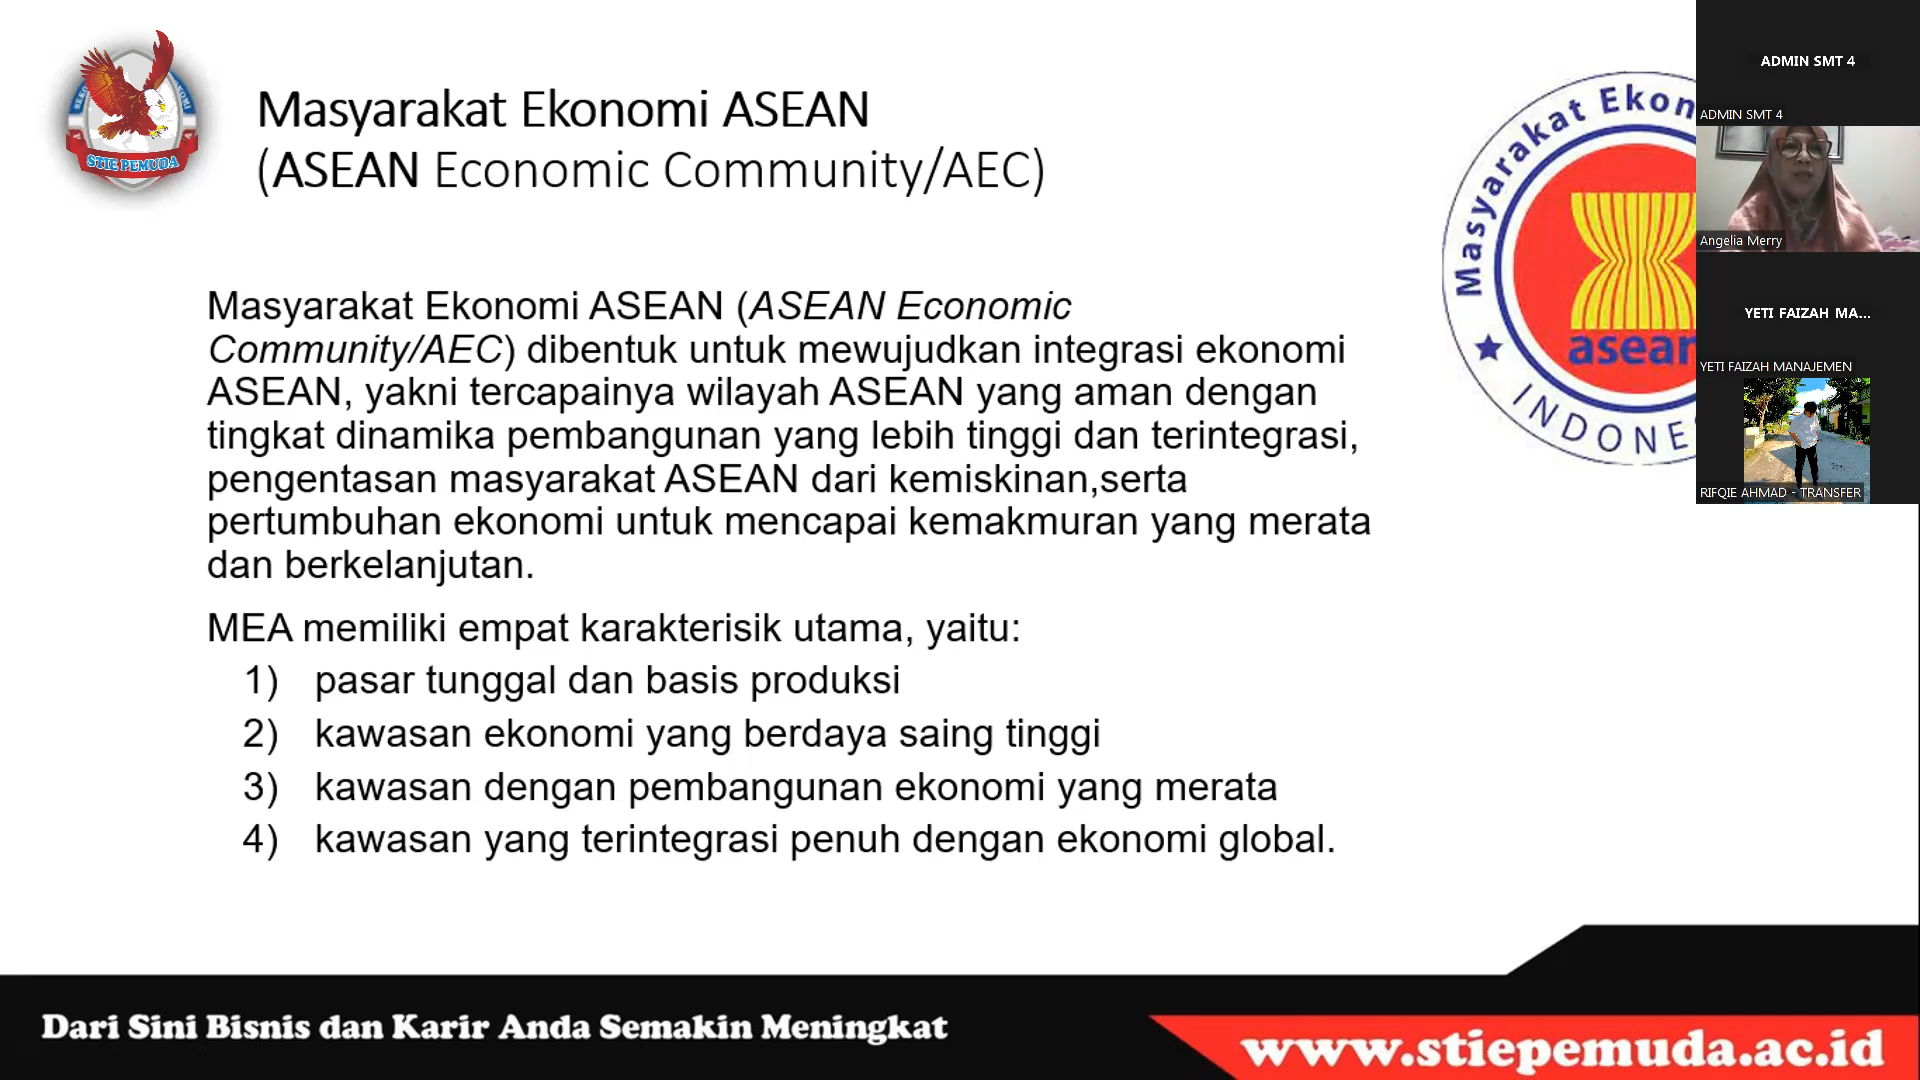 STIE PEMUDA
Masyarakat Ekonomi ASEAN
(ASEAN Economic Community/AEC)
Masyarakat Ekonomi ASEAN (ASEAN Economic
Community/AEC) dibentuk untuk mewujudkan integrasi ekonomi
ASEAN, yakni tercapainya wilayah ASEAN yang aman dengan
tingkat dinamika pembangunan yang lebih tinggi dan terintegrasi,
pengentasan masyarakat ASEAN dari kemiskinan,serta
pertumbuhan ekonomi untuk mencapai kemakmuran yang merata
dan berkelanjutan.
MEA memiliki empat karakterisik utama, yaitu:
1) pasar tunggal dan basis produksi
2) kawasan ekonomi yang berdaya saing tinggi
3) kawasan dengan pembangunan ekonomi yang merata
4) kawasan yang terintegrasi penuh dengan ekonomi global.
Masyarakat Ekon
asean
INDONE
ADMIN SMT 4
ADMIN SMT 4
Angelia Merry
YETI FAIZAH MA...
YETI FAIZAH MANAJEMEN
RIFQIE AHMAD - TRANSFER
Dari Sini Bisnis dan Karir Anda Semakin Meningkat
www.stiepemuda.ac.id